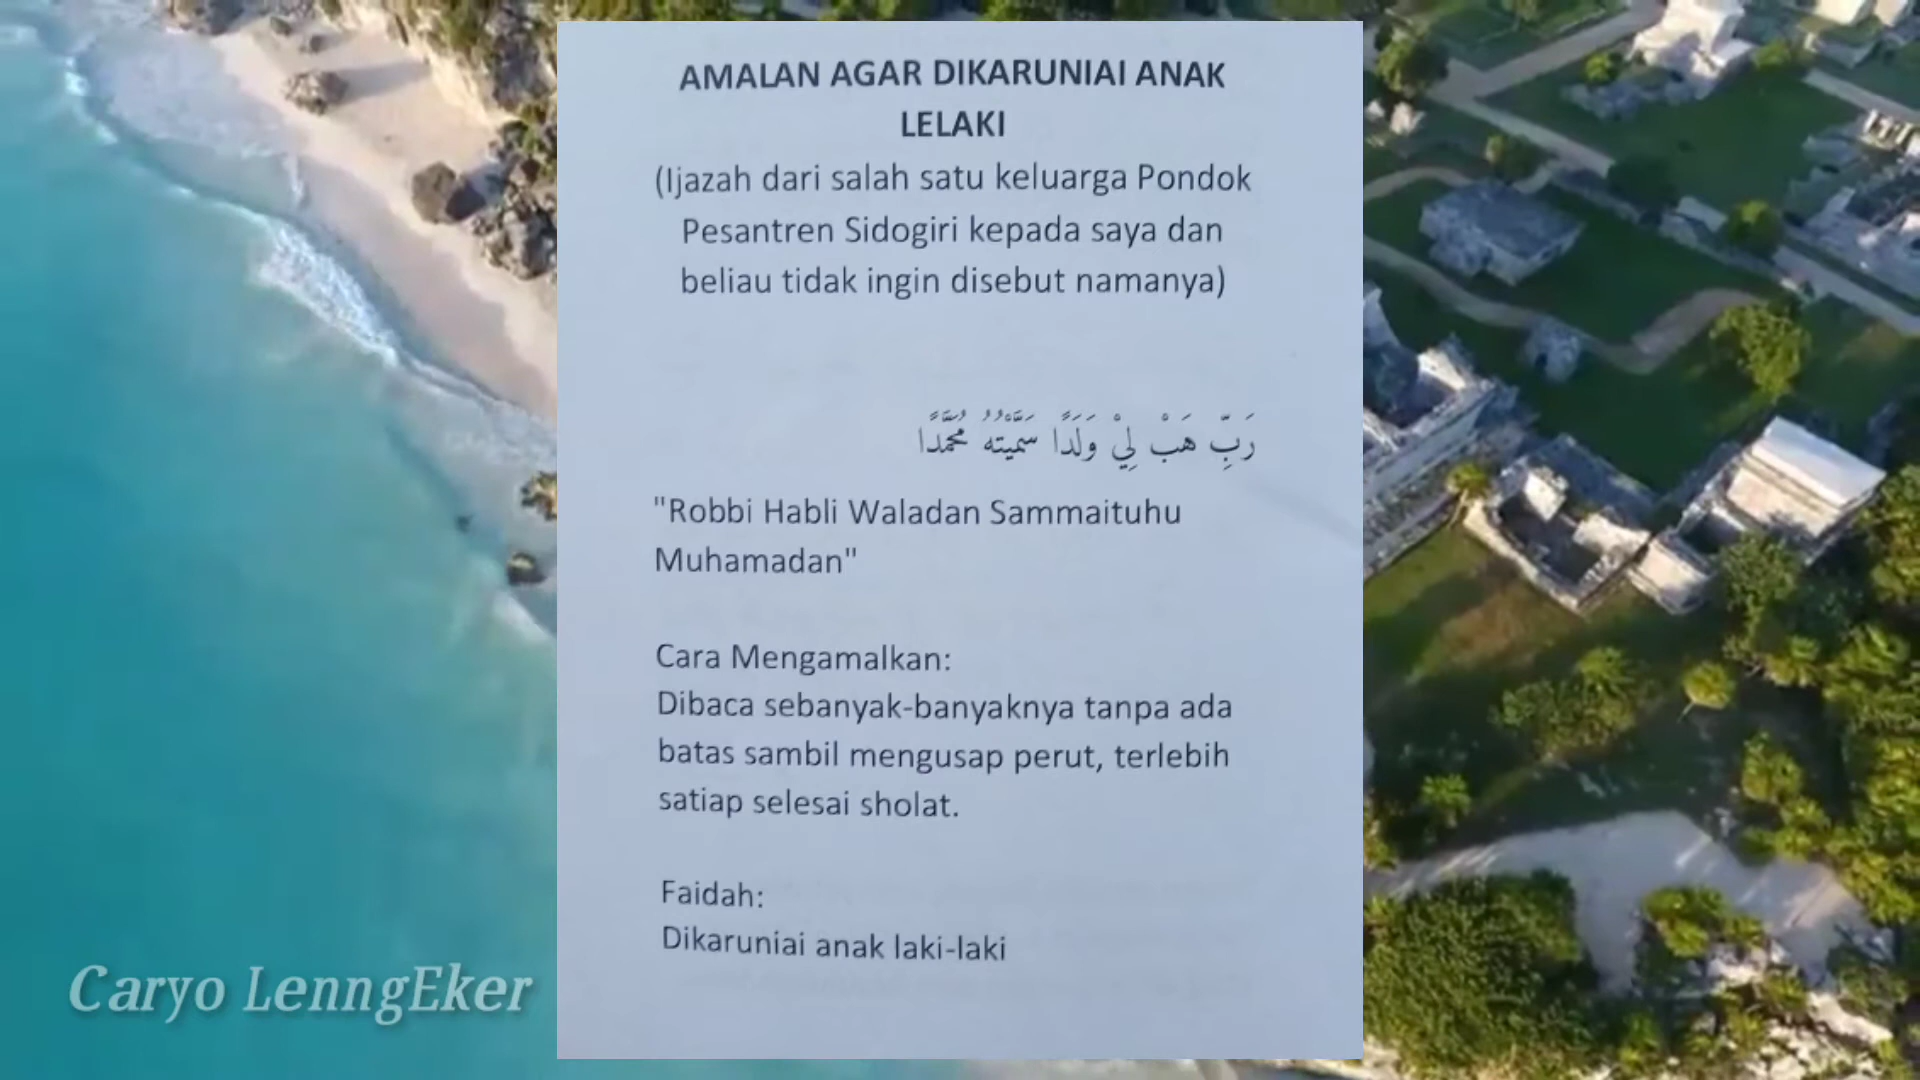 AMALAN AGAR DIKARUNIAI ANAK
LELAKI
(Ijazah dari salah satu keluarga Pondok
Pesantren Sidogiri kepada saya dan
beliau tidak ingin disebut namanya)
رَبِّ هَبْ لِيْ وَلَدًا سَمَّيْتُهُ مُحَمَّدًا
"Robbi Habli Waladan Sammaituhu
Muhamadan"
Cara Mengamalkan:
Dibaca sebanyak-banyaknya tanpa ada
batas sambil mengusap perut, terlebih
satiap selesai sholat.
Faidah:
Dikaruniai anak laki-laki
Caryo LenngEker